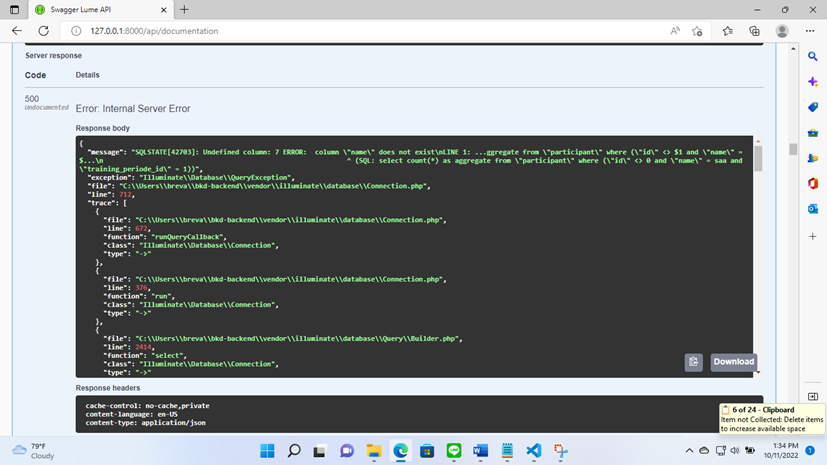 Swagger Lume API
127.0.0.1:8000/api/documentation
Server response
Code Details
500
Undocumented
Error: Internal Server Error
Response body
{
"message": "SQLSTATE[42703]: Undefined column: 7 ERROR:  column \"name\" does not exist\nLINE 1: ...ggregate from \"participant\" where (\"id\" <> $1 and \"name\" =
$...\n ^ (SQL: select count(*) as aggregate from \"participant\" where (\"id\" <> 0 and \"name\" = saa and
\"training_periode_id\" = 1))",
"exception": "Illuminate\\Database\\QueryException",
"file": "C:\\Users\\breva\\bkd-backend\\vendor\\illuminate\\database\\Connection.php",
"line": 712,
"trace": [
{
"file": "C:\\Users\\breva\\bkd-backend\\vendor\\illuminate\\database\\Connection.php",
"line": 672,
"function": "runQueryCallback",
"class": "Illuminate\\Database\\Connection",
"type": "->"
},
{
"file": "C:\\Users\\breva\\bkd-backend\\vendor\\illuminate\\database\\Connection.php",
"line": 376,
"function": "run",
"class": "Illuminate\\Database\\Connection",
"type": "->"
},
{
"file": "C:\\Users\\breva\\bkd-backend\\vendor\\illuminate\\database\\Query\\Builder.php",
"line": 2414,
"function": "select",
"class": "Illuminate\\Database\\Connection",
"type": "->"
Download
Response headers
cache-control: no-cache,private
content-language: en-US
content-type: application/json
6 of 24 - Clipboard
Item not Collected: Delete items
to increase available space
79°F
Cloudy
1:34 PM
10/11/2022
1